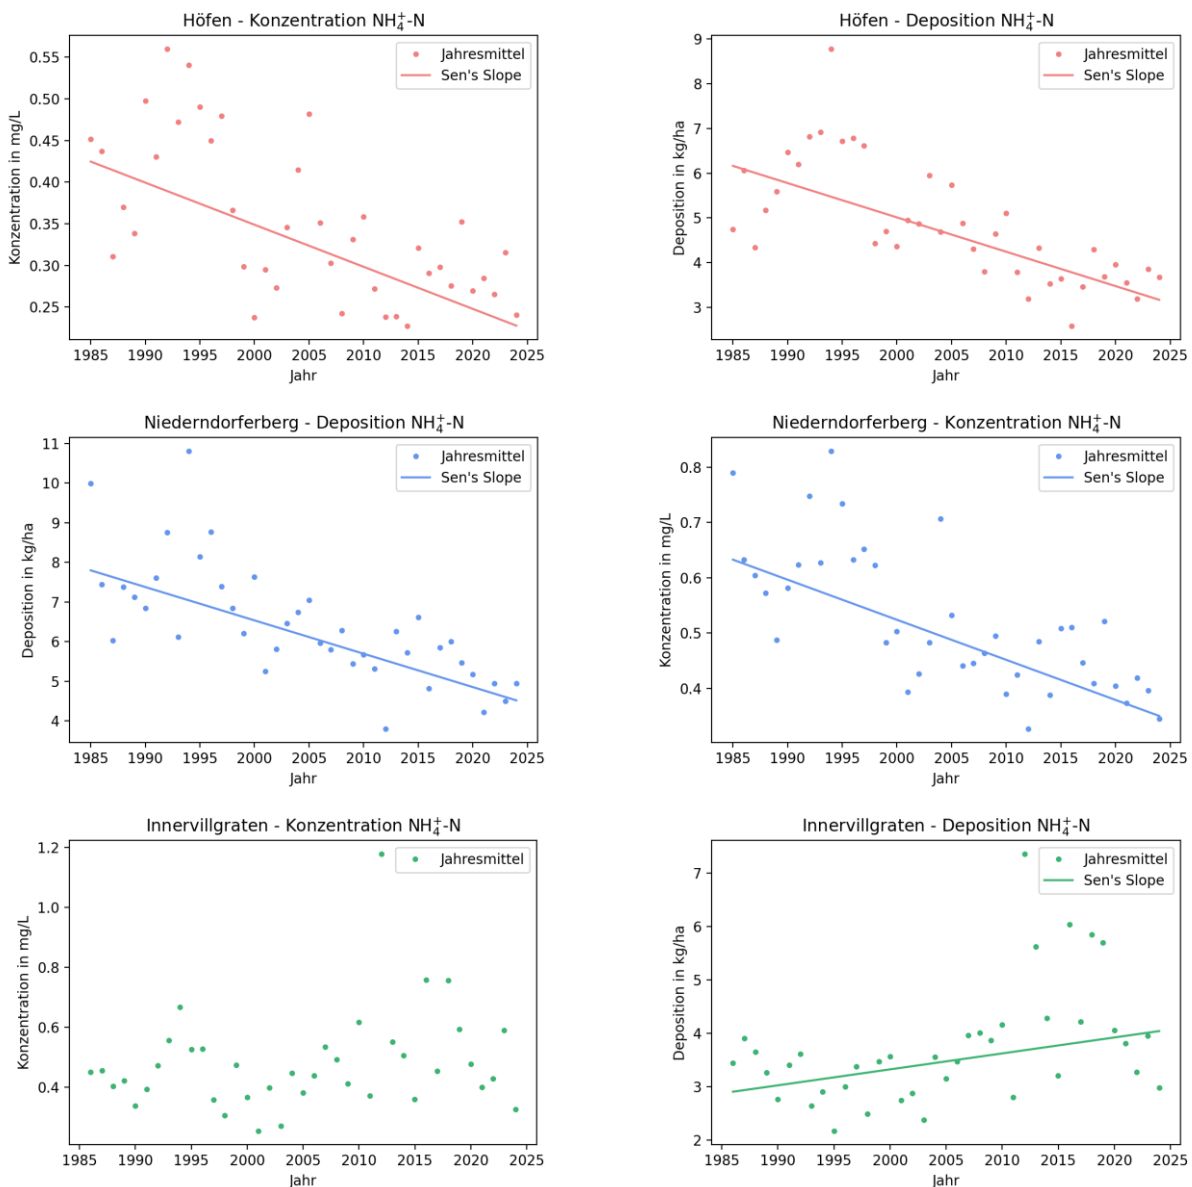 Höfen - Konzentration NH₄⁺-N
Konzentration in mg/L
0.55
0.50
0.45
0.40
0.35
0.30
0.25
Jahresmittel
Sen's Slope
1985 1990 1995 2000 2005 2010 2015 2020 2025
Jahr
Höfen - Deposition NH₄⁺-N
Deposition in kg/ha
9
8
7
6
5
4
3
Jahresmittel
Sen's Slope
1985 1990 1995 2000 2005 2010 2015 2020 2025
Jahr
Niederndorferberg - Deposition NH₄⁺-N
Deposition in kg/ha
11
10
9
8
7
6
5
4
Jahresmittel
Sen's Slope
1985 1990 1995 2000 2005 2010 2015 2020 2025
Jahr
Niederndorferberg - Konzentration NH₄⁺-N
Konzentration in mg/L
0.8
0.7
0.6
0.5
0.4
Jahresmittel
Sen's Slope
1985 1990 1995 2000 2005 2010 2015 2020 2025
Jahr
Innervillgraten - Konzentration NH₄⁺-N
Konzentration in mg/L
1.2
1.0
0.8
0.6
0.4
Jahresmittel
1985 1990 1995 2000 2005 2010 2015 2020 2025
Jahr
Innervillgraten - Deposition NH₄⁺-N
Deposition in kg/ha
7
6
5
4
3
2
Jahresmittel
Sen's Slope
1985 1990 1995 2000 2005 2010 2015 2020 2025
Jahr